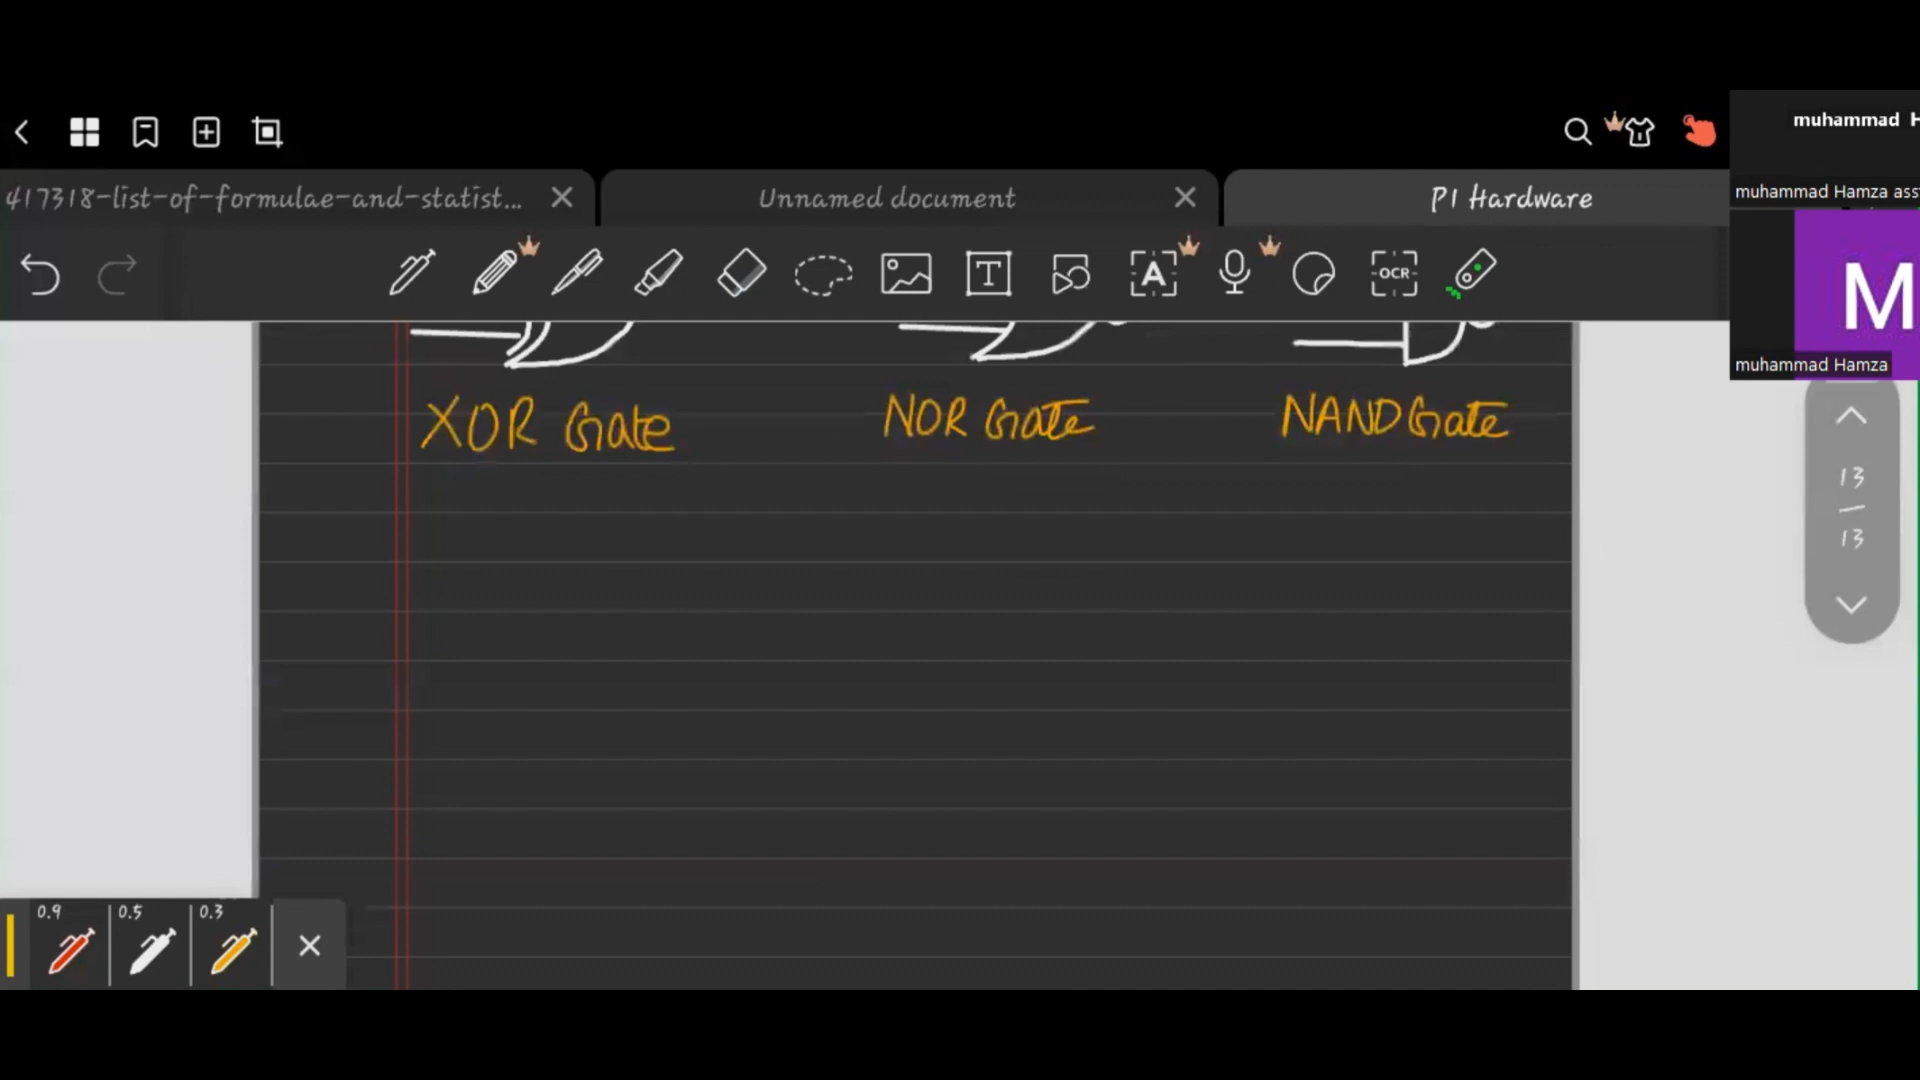 muhammad H
muhammad Hamza ass
417318-list-of-formulae-and-statist...
Unnamed document
P1 Hardware
T
A
OCR
M
muhammad Hamza
XOR Gate
NOR Gate
NAND Gate
13
13
0.9
0.5
0.3